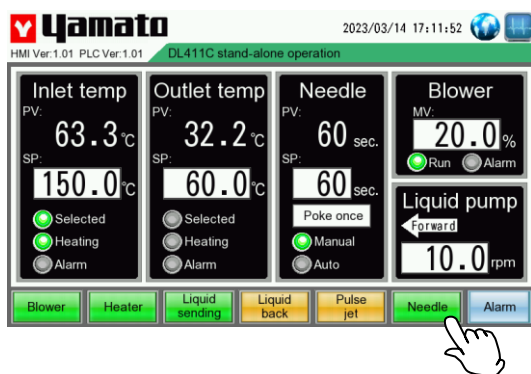 Yamato
2023/03/14 17:11:52
HMI Ver:1.01 PLC Ver:1.01
DL411C stand-alone operation
Inlet temp
PV:
63.3℃
SP:
150.0℃
Selected
Heating
Alarm
Outlet temp
PV:
32.2℃
SP:
60.0℃
Selected
Heating
Alarm
Needle
PV:
60 sec.
SP:
60 sec.
Poke once
Manual
Auto
Blower
MV:
20.0%
Run Alarm
Liquid pump
Forward
10.0 rpm
Blower
Heater
Liquid
sending
Liquid
back
Pulse
jet
Needle
Alarm